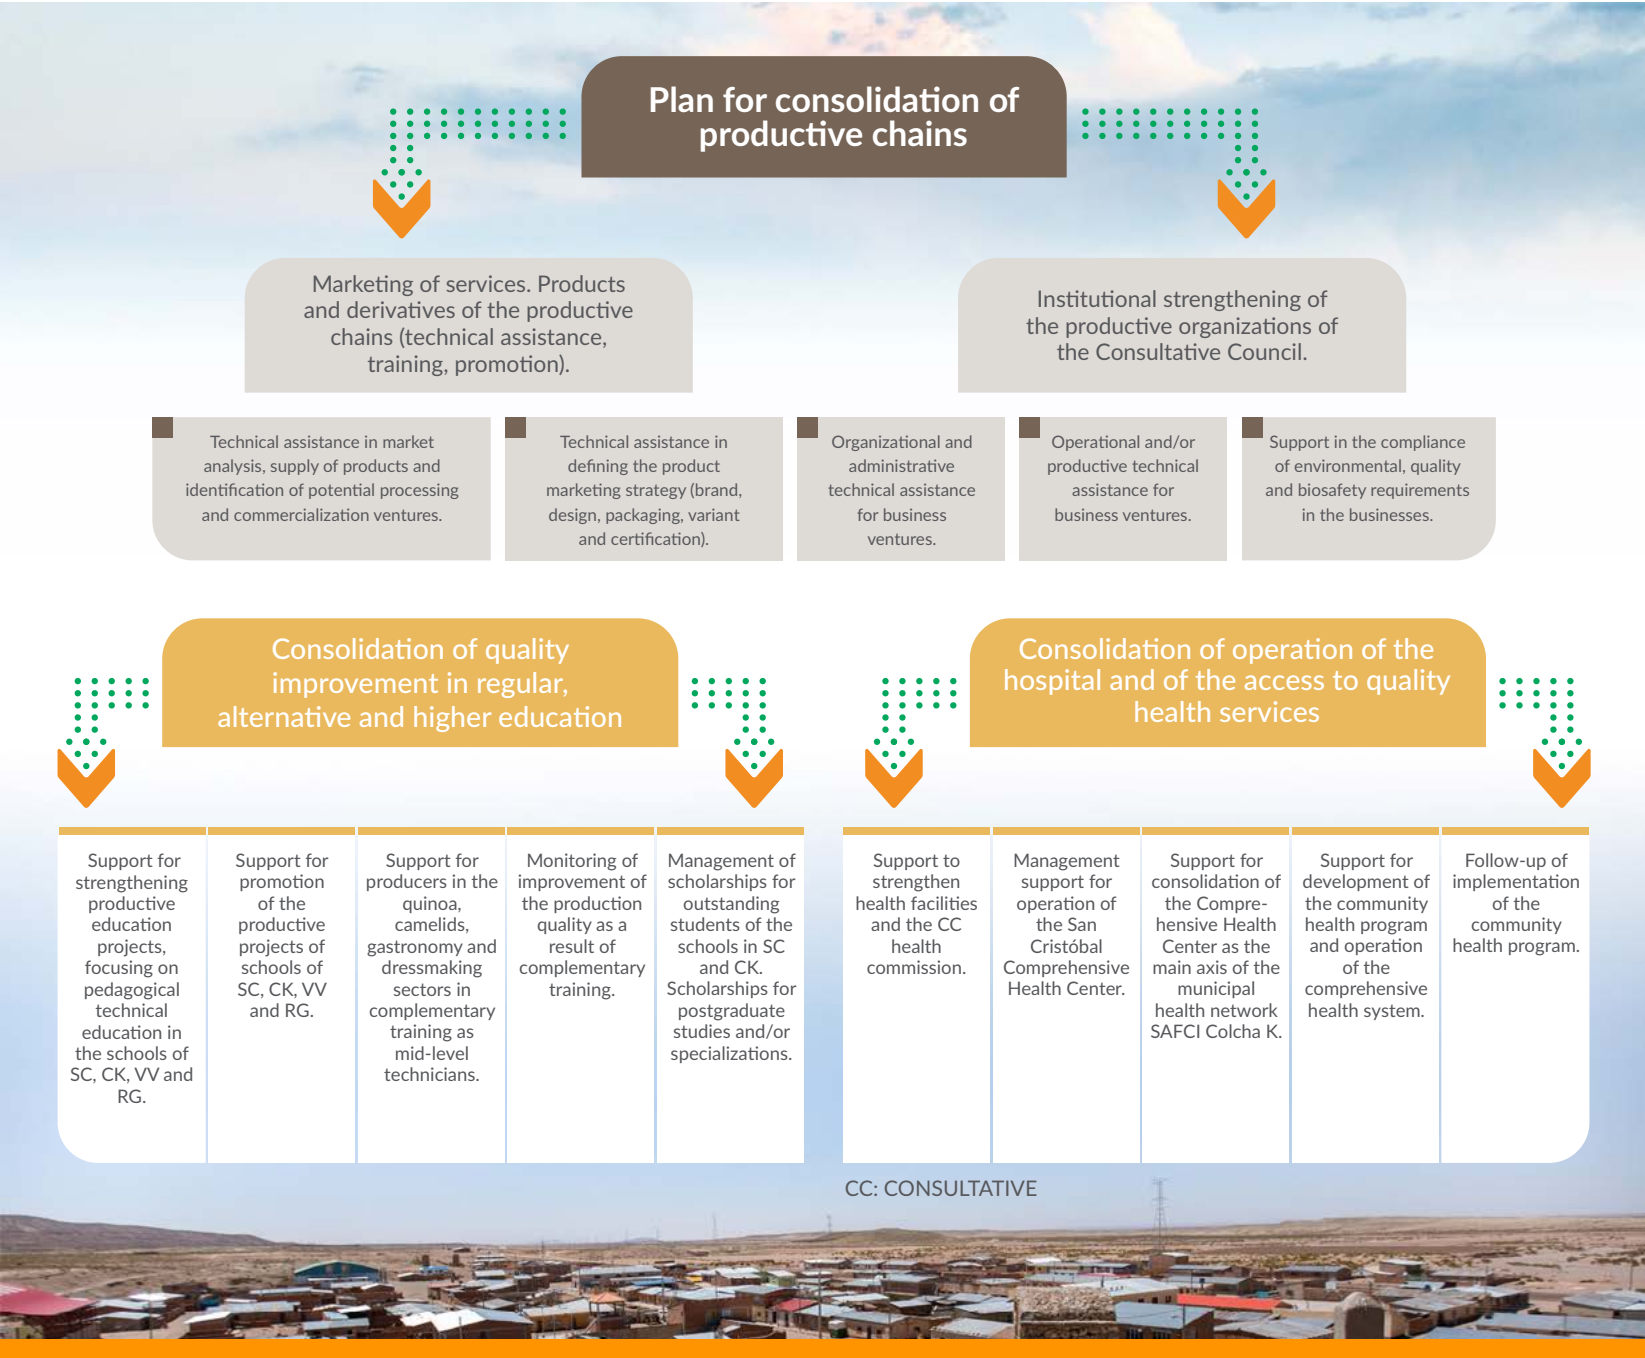 Plan for consolidation of
productive chains
Marketing of services. Products
and derivatives of the productive
chains (technical assistance,
training, promotion).
Institutional strengthening of
the productive organizations of
the Consultative Council.
Technical assistance in market
analysis, supply of products and
identification of potential processing
and commercialization ventures.
Technical assistance in
defining the product
marketing strategy (brand,
design, packaging, variant
and certification).
Organizational and
administrative
technical assistance
for business
ventures.
Operational and/or
productive technical
assistance for
business ventures.
Support in the compliance
of environmental, quality
and biosafety requirements
in the businesses.
Consolidation of quality
improvement in regular,
alternative and higher education
Consolidation of operation of the
hospital and of the access to quality
health services
Support for
strengthening
productive
education
projects,
focusing on
pedagogical
technical
education in
the schools of
SC, CK, VV and
RG.
Support for
promotion
of the
productive
projects of
schools of
SC, CK, VV
and RG.
Support for
producers in the
quinoa,
camelids,
gastronomy and
dressmaking
sectors in
complementary
training as
mid-level
technicians.
Monitoring of
improvement of
the production
quality as a
result of
complementary
training.
Management of
scholarships for
outstanding
students of the
schools in SC
and CK.
Scholarships for
postgraduate
studies and/or
specializations.
Support to
strengthen
health facilities
and the CC
health
commission.
Management
support for
operation of
the San
Cristóbal
Comprehensive
Health Center.
Support for
consolidation of
the Compre-
hensive Health
Center as the
main axis of the
municipal
health network
SAFCI Colcha K.
Support for
development of
the community
health program
and operation
of the
comprehensive
health system.
Follow-up of
implementation
of the
community
health program.
CC: CONSULTATIVE